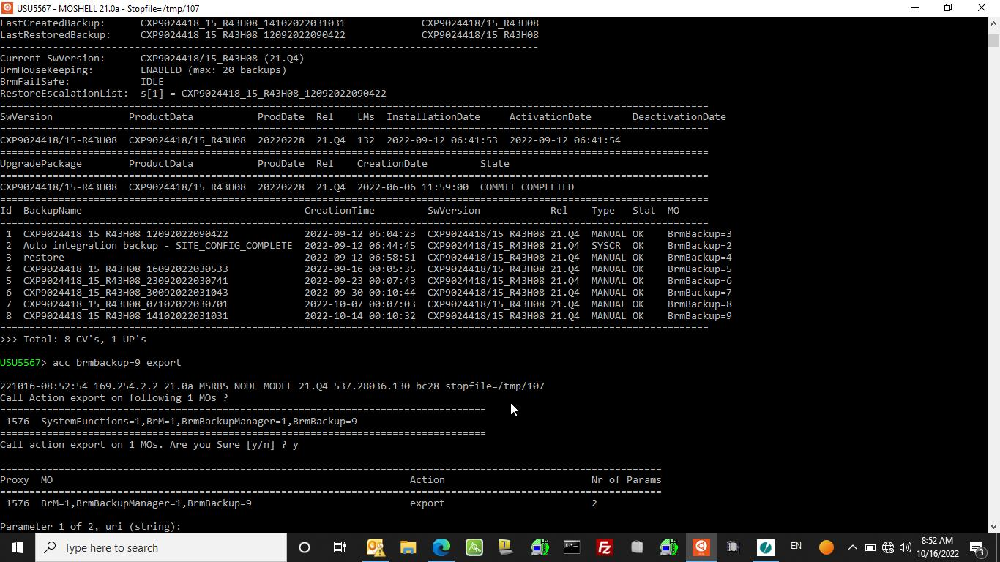 USU5567 - MOSHELL 21.0a - Stopfile=/tmp/107
LastCreatedBackup: CXP9024418_15_R43H08_14102022031031 CXP9024418/15_R43H08
LastRestoredBackup: CXP9024418_15_R43H08_12092022090422 CXP9024418/15_R43H08
Current SwVersion: CXP9024418/15_R43H08 (21.Q4)
BrmHouseKeeping: ENABLED (max: 20 backups)
BrmFailSafe: IDLE
RestoreEscalationList: s[1] = CXP9024418_15_R43H08_12092022090422
SwVersion ProductData ProdDate Rel LMs InstallationDate ActivationDate DeactivationDate
CXP9024418/15-R43H08 CXP9024418/15_R43H08 20220228 21.Q4 132 2022-09-12 06:41:53 2022-09-12 06:41:54
UpgradePackage ProductData ProdDate Rel CreationDate State
CXP9024418/15-R43H08 CXP9024418/15_R43H08 20220228 21.Q4 2022-06-06 11:59:00 COMMIT_COMPLETED
Id BackupName CreationTime SwVersion Rel Type Stat MO
1 CXP9024418_15_R43H08_12092022090422 2022-09-12 06:04:23 CXP9024418/15_R43H08 21.Q4 MANUAL OK BrmBackup=3
2 Auto integration backup - SITE_CONFIG_COMPLETE 2022-09-12 06:44:45 CXP9024418/15_R43H08 21.Q4 SYSCR OK BrmBackup=2
3 restore 2022-09-12 06:58:51 CXP9024418/15_R43H08 21.Q4 MANUAL OK BrmBackup=4
4 CXP9024418_15_R43H08_16092022030533 2022-09-16 00:05:35 CXP9024418/15_R43H08 21.Q4 MANUAL OK BrmBackup=5
5 CXP9024418_15_R43H08_23092022030741 2022-09-23 00:07:43 CXP9024418/15_R43H08 21.Q4 MANUAL OK BrmBackup=6
6 CXP9024418_15_R43H08_30092022031043 2022-09-30 00:10:44 CXP9024418/15_R43H08 21.Q4 MANUAL OK BrmBackup=7
7 CXP9024418_15_R43H08_07102022030701 2022-10-07 00:07:03 CXP9024418/15_R43H08 21.Q4 MANUAL OK BrmBackup=8
8 CXP9024418_15_R43H08_14102022031031 2022-10-14 00:10:32 CXP9024418/15_R43H08 21.Q4 MANUAL OK BrmBackup=9
>>> Total: 8 CV's, 1 UP's
USU5567> acc brmbackup=9 export
221016-08:52:54 169.254.2.2 21.0a MSRBS_NODE_MODEL_21.Q4_537.28036.130_bc28 stopfile=/tmp/107
Call Action export on following 1 MOs ?
1576 SystemFunctions=1,BrM=1,BrmBackupManager=1,BrmBackup=9
Call action export on 1 MOs. Are you Sure [y/n] ? y
Proxy MO Action Nr of Params
1576 BrM=1,BrmBackupManager=1,BrmBackup=9 export 2
Parameter 1 of 2, uri (string):
Type here to search
EN
8:52 AM
10/16/2022
3